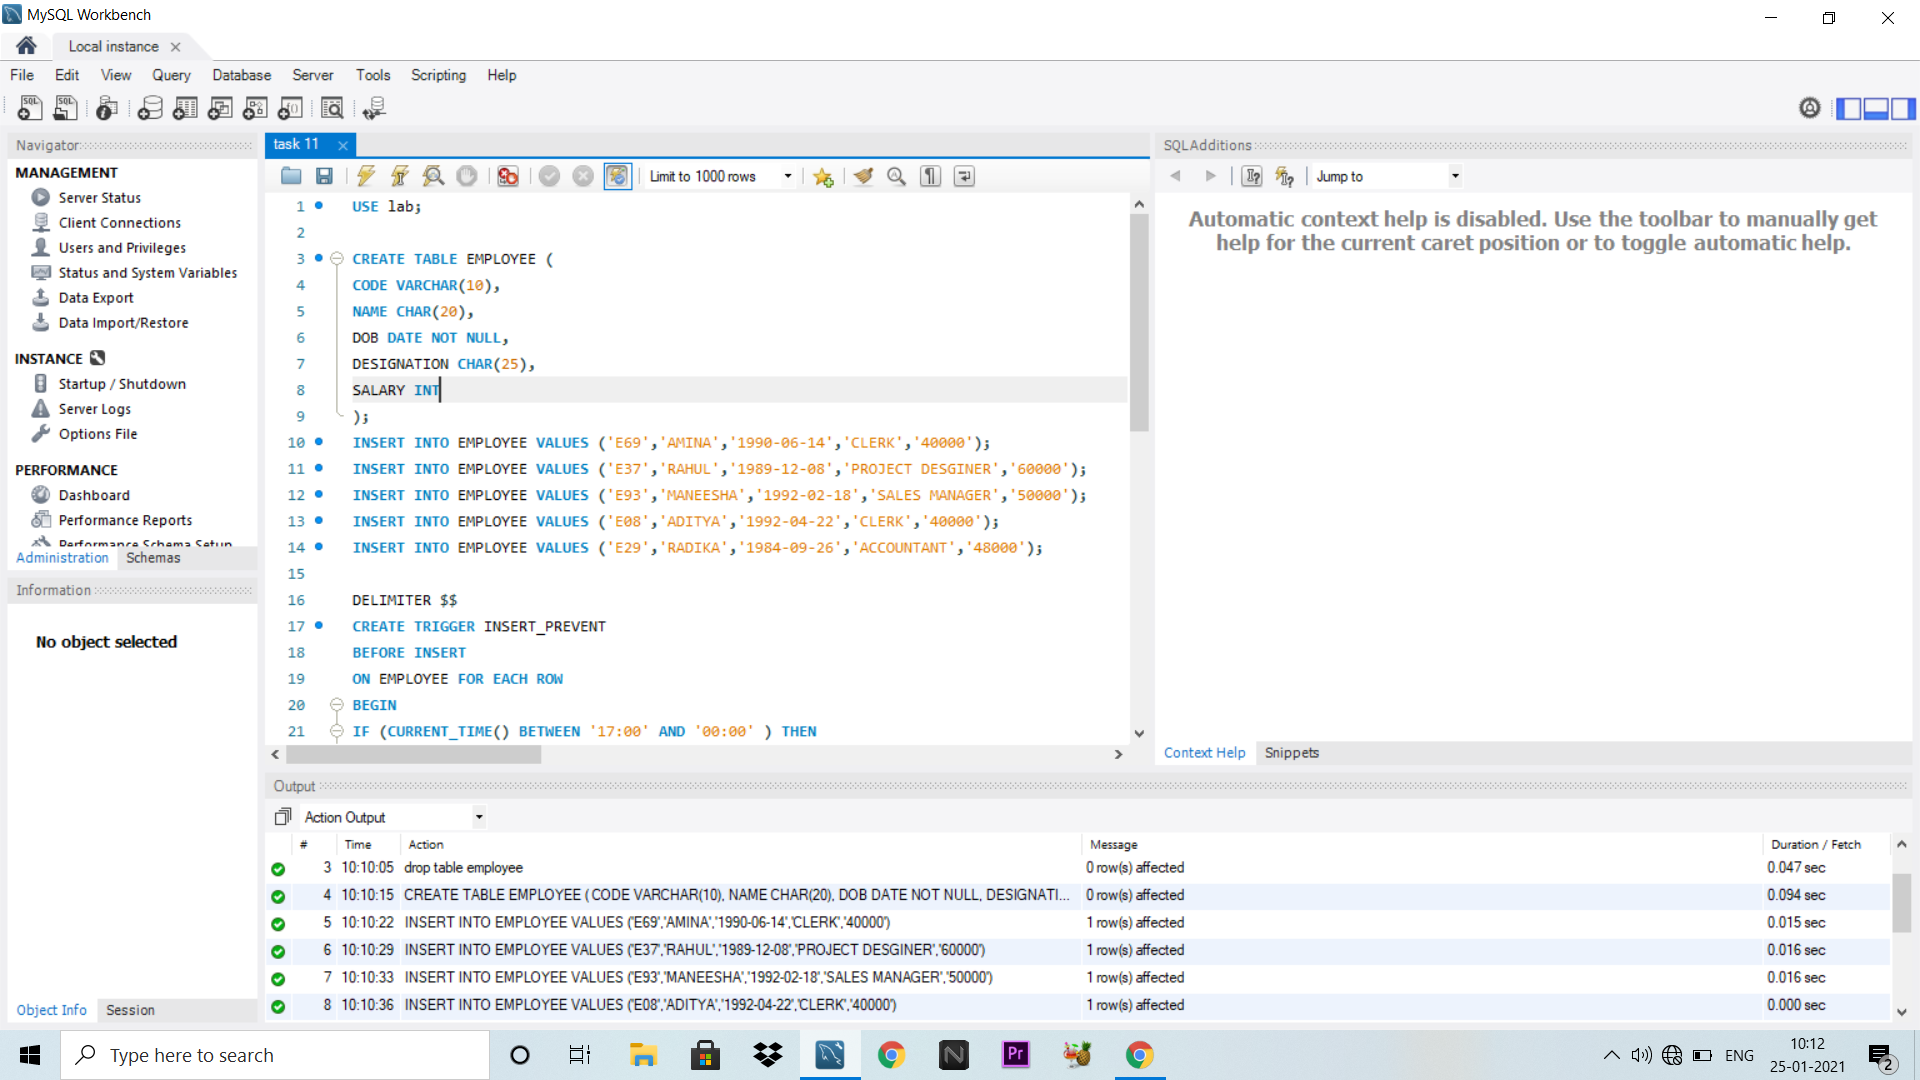 MySQL Workbench
Local instance
File Edit View Query Database Server Tools Scripting Help
Navigator
MANAGEMENT
Server Status
Client Connections
Users and Privileges
Status and System Variables
Data Export
Data Import/Restore
INSTANCE
Startup / Shutdown
Server Logs
Options File
PERFORMANCE
Dashboard
Performance Reports
Performance Schema Setup
Administration Schemas
Information
No object selected
Object Info Session
task 11
Limit to 1000 rows
1 USE lab;
2
3 CREATE TABLE EMPLOYEE (
4 CODE VARCHAR(10),
5 NAME CHAR(20),
6 DOB DATE NOT NULL,
7 DESIGNATION CHAR(25),
8 SALARY INT
9 );
10 INSERT INTO EMPLOYEE VALUES ('E69','AMINA','1990-06-14','CLERK','40000');
11 INSERT INTO EMPLOYEE VALUES ('E37','RAHUL','1989-12-08','PROJECT DESGINER','60000');
12 INSERT INTO EMPLOYEE VALUES ('E93','MANEESHA','1992-02-18','SALES MANAGER','50000');
13 INSERT INTO EMPLOYEE VALUES ('E08','ADITYA','1992-04-22','CLERK','40000');
14 INSERT INTO EMPLOYEE VALUES ('E29','RADIKA','1984-09-26','ACCOUNTANT','48000');
15
16 DELIMITER $$
17 CREATE TRIGGER INSERT_PREVENT
18 BEFORE INSERT
19 ON EMPLOYEE FOR EACH ROW
20 BEGIN
21 IF (CURRENT_TIME() BETWEEN '17:00' AND '00:00' ) THEN
SQLAdditions
Jump to
Automatic context help is disabled. Use the toolbar to manually get
help for the current caret position or to toggle automatic help.
Context Help Snippets
Output
Action Output
# Time Action Message Duration / Fetch
3 10:10:05 drop table employee 0 row(s) affected 0.047 sec
4 10:10:15 CREATE TABLE EMPLOYEE ( CODE VARCHAR(10), NAME CHAR(20), DOB DATE NOT NULL, DESIGNATI... 0 row(s) affected 0.094 sec
5 10:10:22 INSERT INTO EMPLOYEE VALUES ('E69','AMINA','1990-06-14','CLERK','40000') 1 row(s) affected 0.015 sec
6 10:10:29 INSERT INTO EMPLOYEE VALUES ('E37','RAHUL','1989-12-08','PROJECT DESGINER','60000') 1 row(s) affected 0.016 sec
7 10:10:33 INSERT INTO EMPLOYEE VALUES ('E93','MANEESHA','1992-02-18','SALES MANAGER','50000') 1 row(s) affected 0.016 sec
8 10:10:36 INSERT INTO EMPLOYEE VALUES ('E08','ADITYA','1992-04-22','CLERK','40000') 1 row(s) affected 0.000 sec
Type here to search
Pr
ENG
10:12
25-01-2021
2